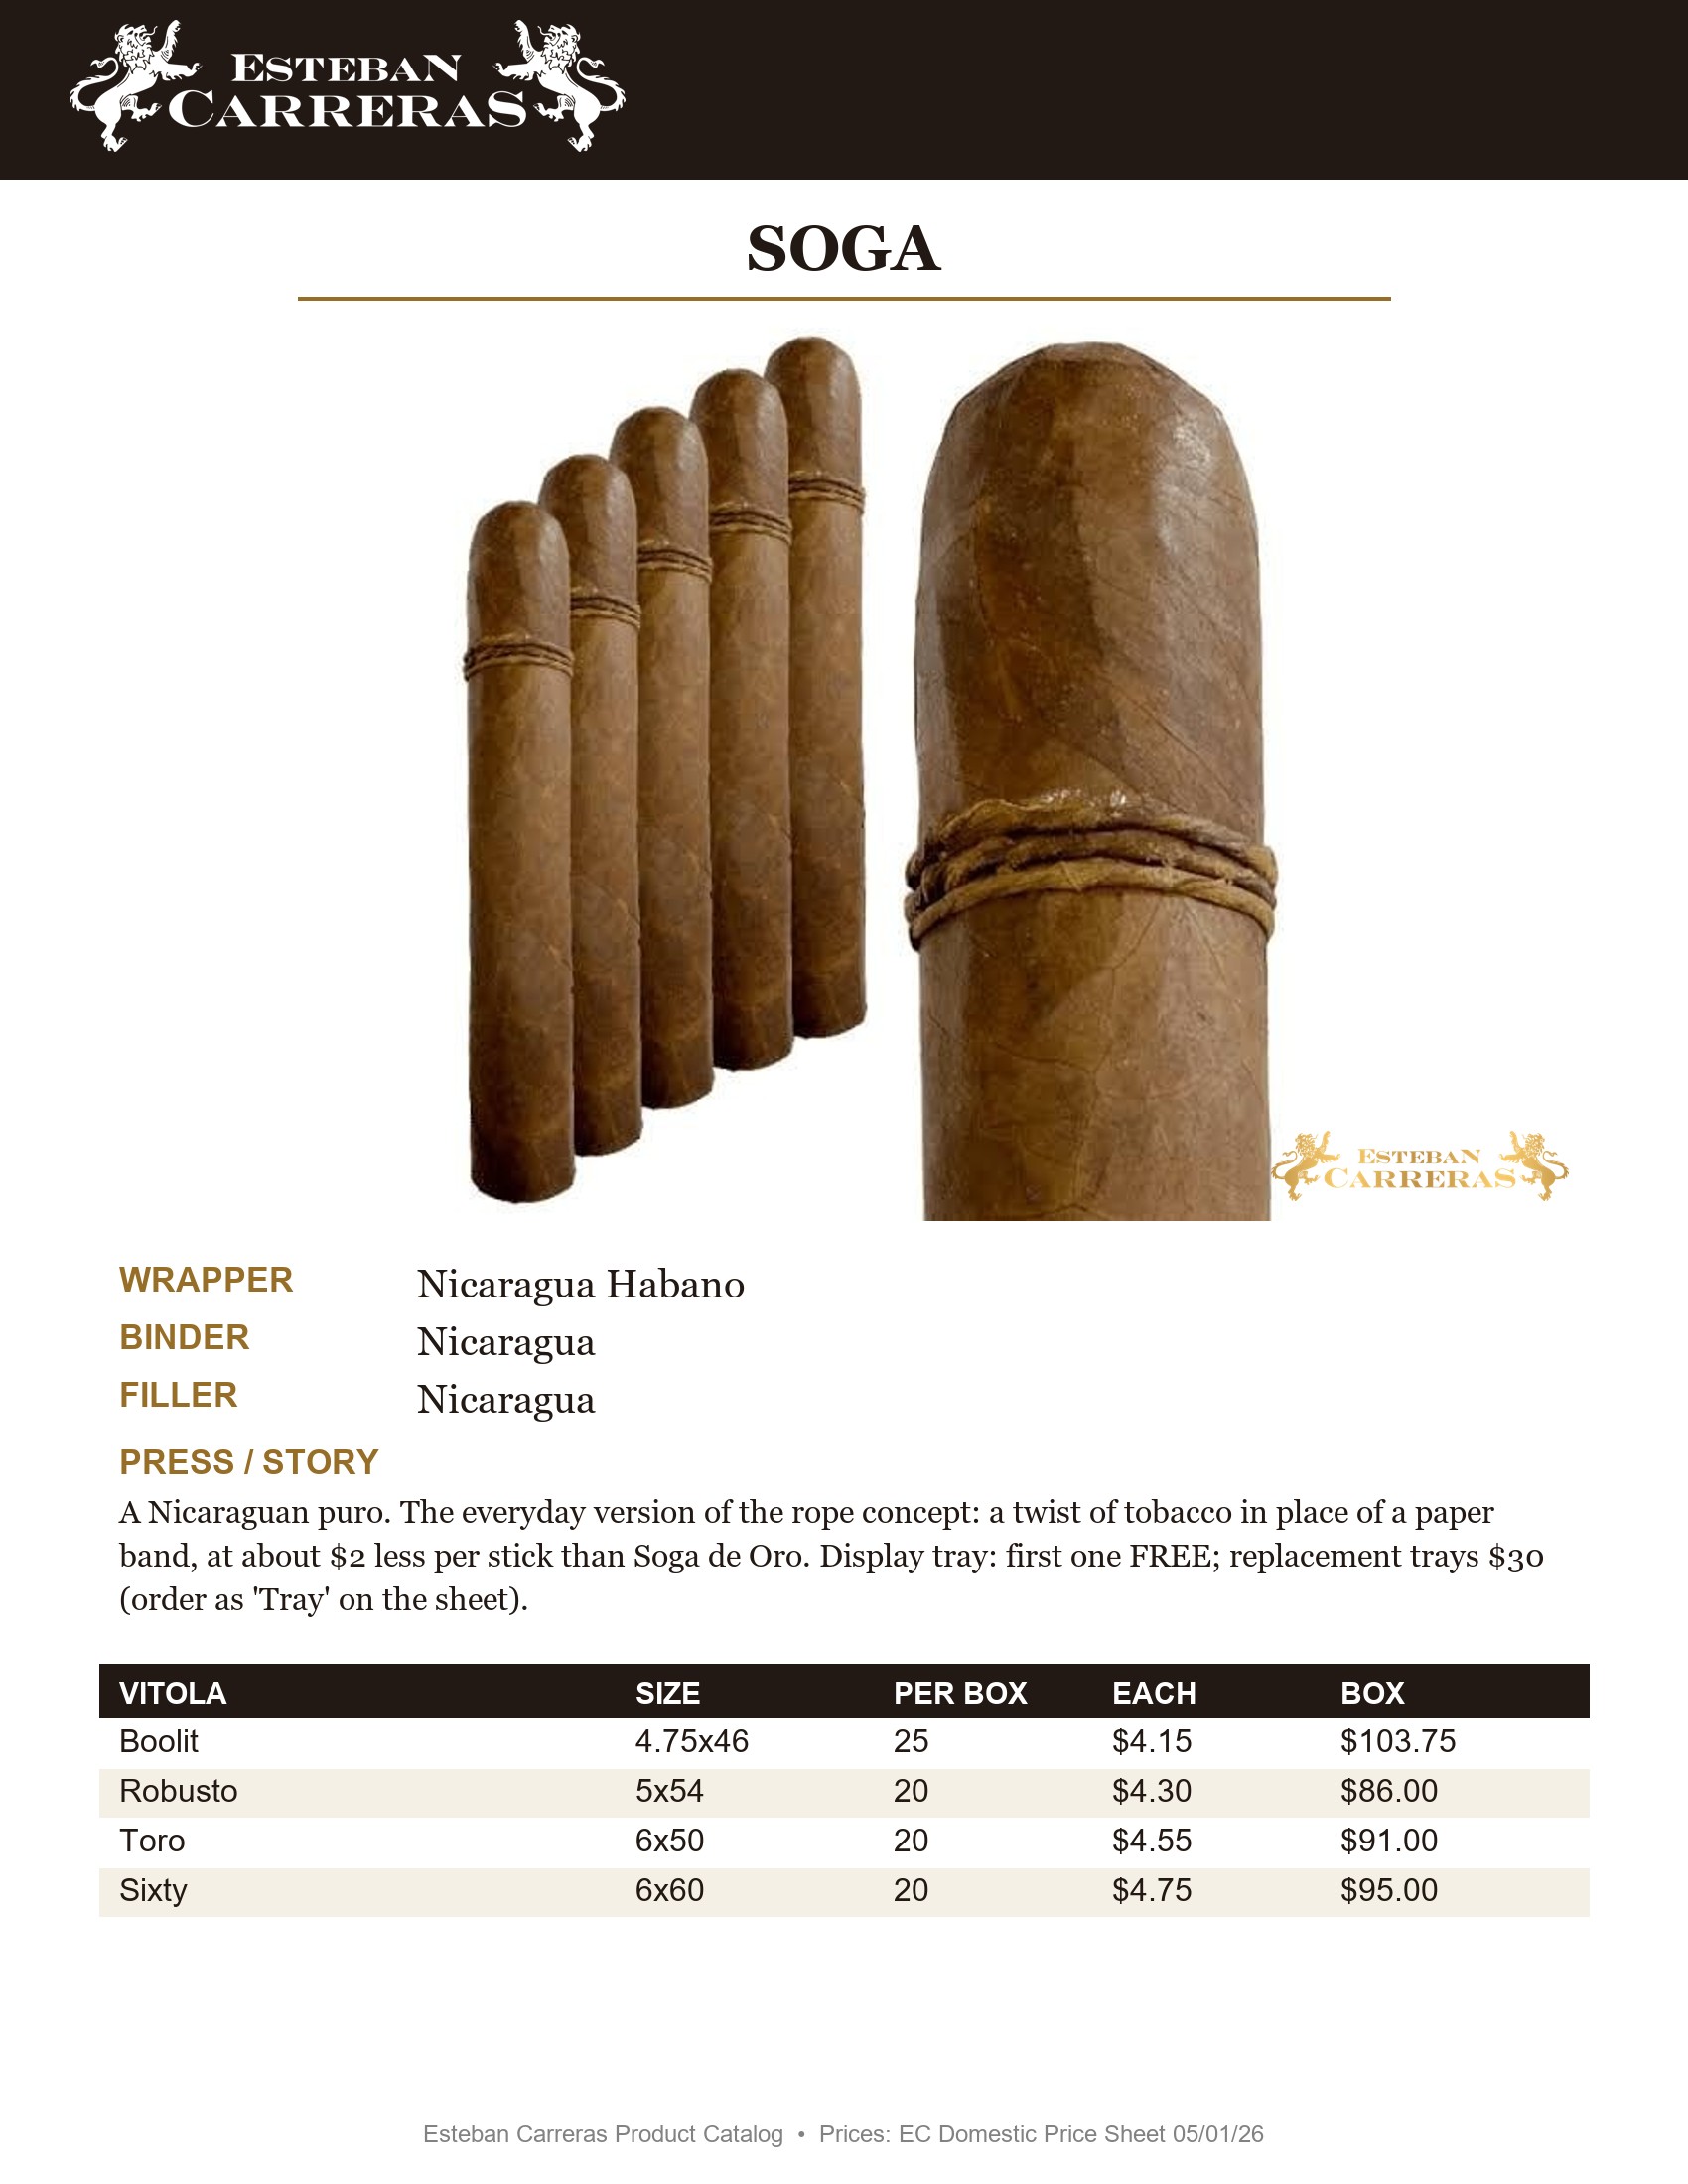 ESTEBAN
CARRERAS
SOGA
ESTEBAN
CARRERAS
WRAPPER Nicaragua Habano
BINDER Nicaragua
FILLER Nicaragua
PRESS / STORY
A Nicaraguan puro. The everyday version of the rope concept: a twist of tobacco in place of a paper
band, at about $2 less per stick than Soga de Oro. Display tray: first one FREE; replacement trays $30
(order as 'Tray' on the sheet).
VITOLA SIZE PER BOX EACH BOX
Boolit 4.75x46 25 $4.15 $103.75
Robusto 5x54 20 $4.30 $86.00
Toro 6x50 20 $4.55 $91.00
Sixty 6x60 20 $4.75 $95.00
Esteban Carreras Product Catalog • Prices: EC Domestic Price Sheet 05/01/26